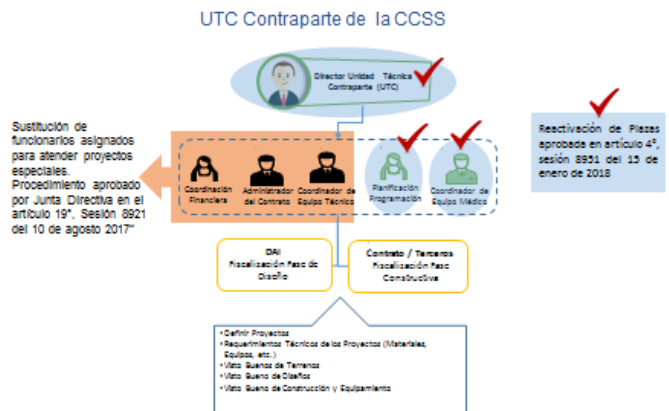 UTC Contraparte de la CCSS
Director Unidad Técnica
Contraparte (UTC)
Sustitución de
funcionarios asignados
para atender proyectos
especiales.
Procedimiento aprobado
por Junta Directiva en el
artículo 19°, Sesión 8921
del 10 de agosto 2017"
Coordinación
Financiera
Administrador
del Contrato
Coordinador de
Equipo Técnico
Planificación
Programación
Coordinador de
Equipo Médico
Reactivación de Plazas
aprobada en artículo 4°,
sesión 8951 del 15 de
enero de 2018
DAI
Fiscalización Fase de
Diseño
Contrato / Terceros
Fiscalización Fase
Constructiva
•Definir Proyectos
•Requerimientos Técnicos de los Proyectos (Materiales,
Equipos, etc.)
•Visto Buenos de Terrenos
•Visto Bueno de Diseños
•Visto Bueno de Construcción y Equipamiento